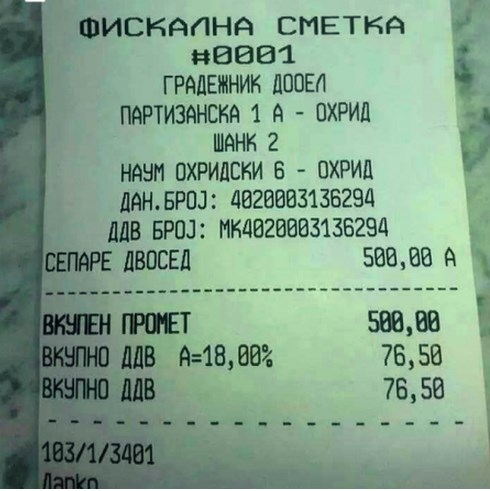 ФИСКАЛНА СМЕТКА
#0001
ГРАДЕЖНИК ДООЕЛ
ПАРТИЗАНСКА 1 А - ОХРИД
ШАНК 2
НАУМ ОХРИДСКИ 6 - ОХРИД
ДАН.БРОЈ: 4020003136294
ДДВ БРОЈ: МК4020003136294
СЕПАРЕ ДВОСЕД 500,00 А
ВКУПЕН ПРОМЕТ 500,00
ВКУПНО ДДВ А=18,00% 76,50
ВКУПНО ДДВ 76,50
103/1/3401
Дарко